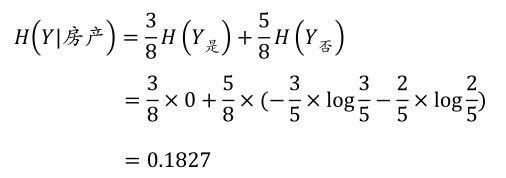 H(Y|房产) = 3/8 H(Y是) + 5/8 H(Y否)
= 3/8 × 0 + 5/8 × (− 3/5 × log 3/5 − 2/5 × log 2/5)
= 0.1827